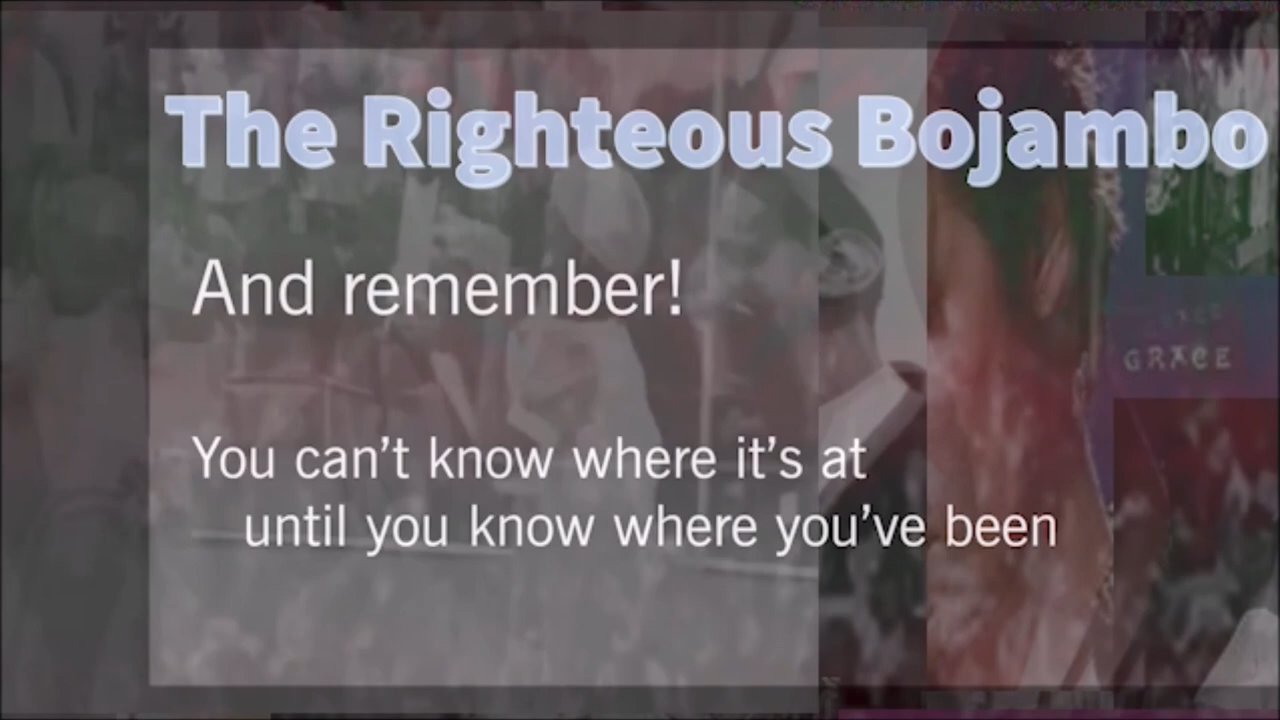 The Righteous Bojambo
And remember!
GRACE
You can’t know where it’s at
until you know where you’ve been